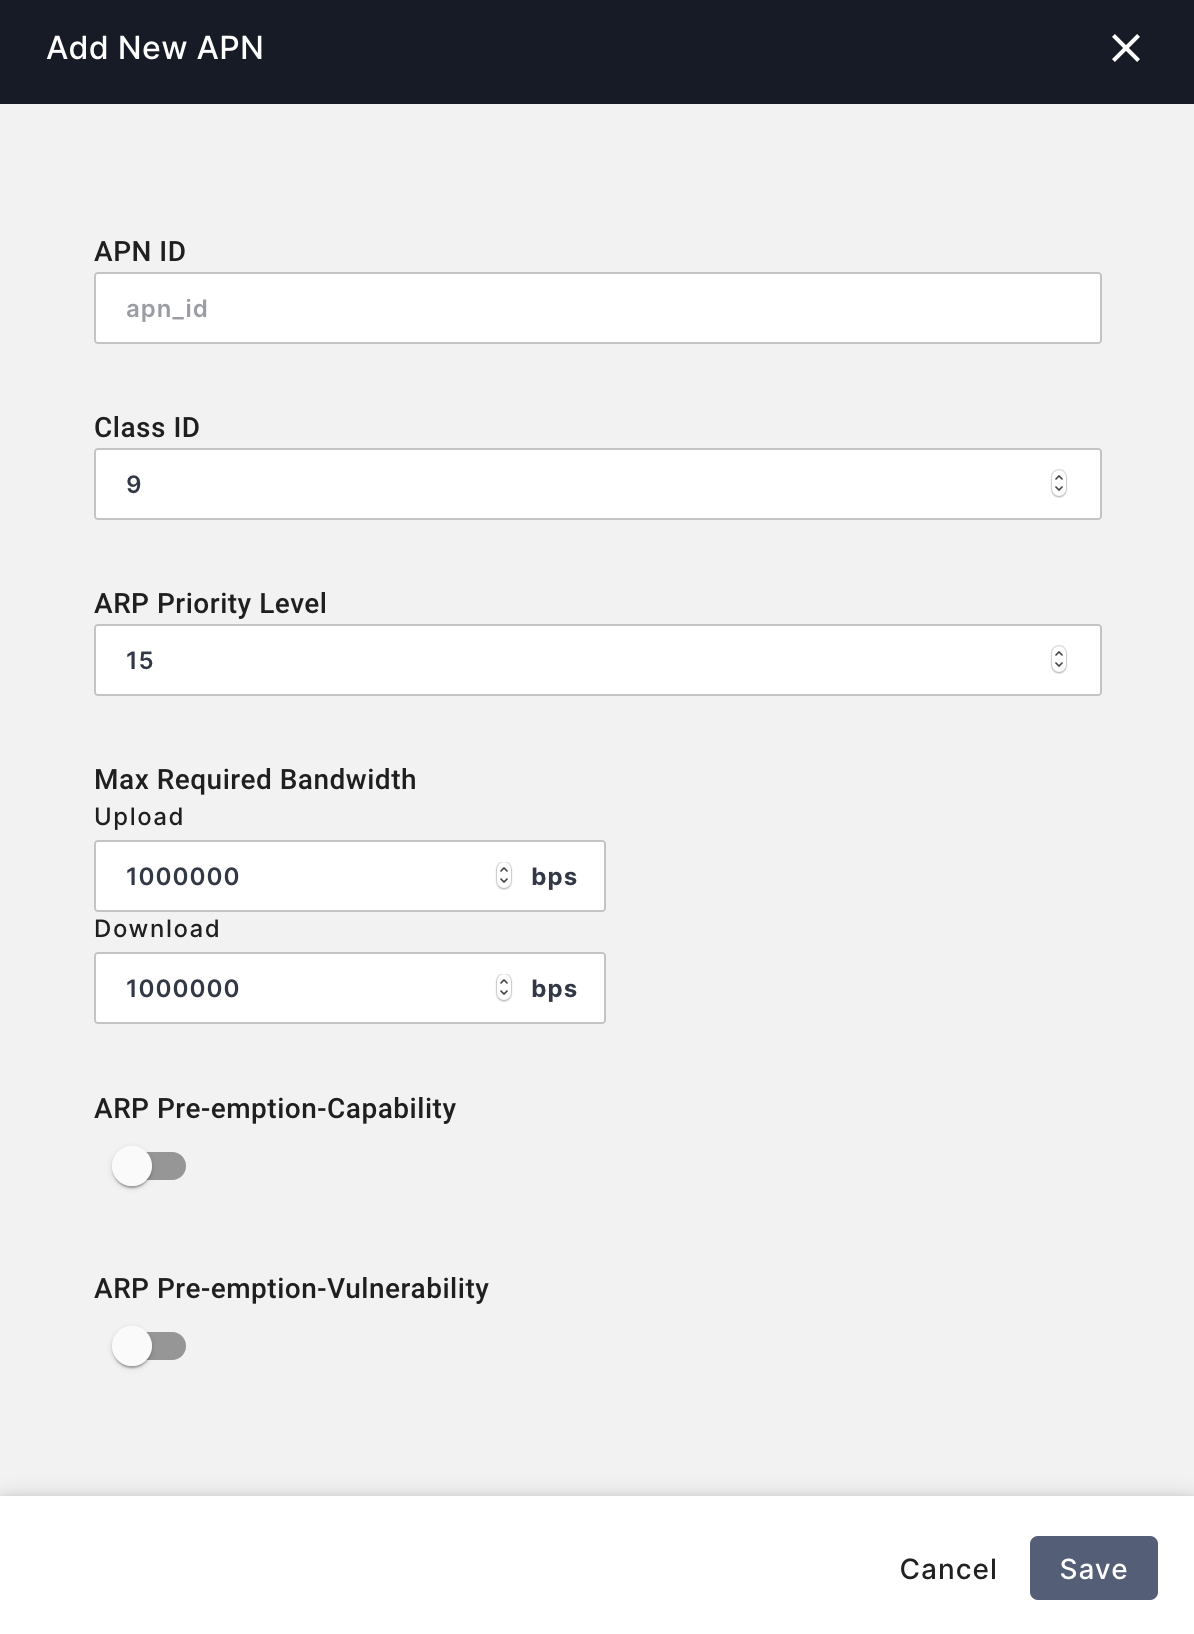 Add New APN
APN ID
apn_id
Class ID
9
ARP Priority Level
15
Max Required Bandwidth
Upload
1000000 bps
Download
1000000 bps
ARP Pre-emption-Capability
ARP Pre-emption-Vulnerability
Cancel Save